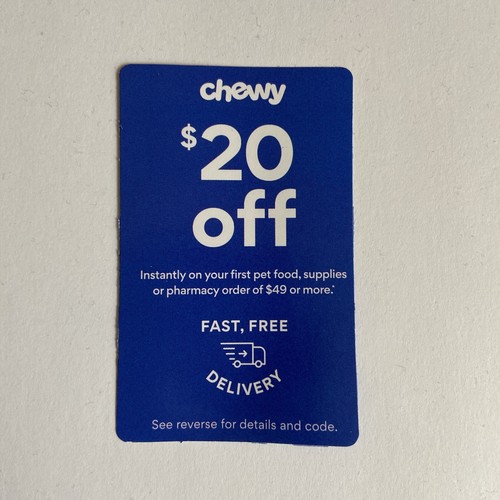 chewy
$20
off
Instantly on your first pet food, supplies
or pharmacy order of $49 or more.*
FAST, FREE
DELIVERY
See reverse for details and code.